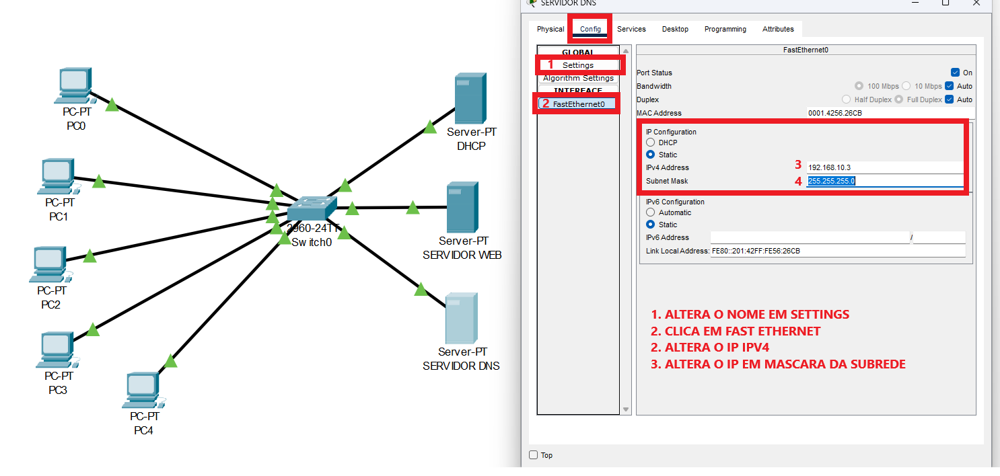 SERVIDOR DNS
Physical Config Services Desktop Programming Attributes
GLOBAL
1 Settings
Algorithm Settings
INTERFACE
2 FastEthernet0
FastEthernet0
Port Status On
Bandwidth 100 Mbps 10 Mbps Auto
Duplex Half Duplex Full Duplex Auto
MAC Address 0001.4256.26CB
IP Configuration
DHCP
Static
IPv4 Address 3 192.168.10.3
Subnet Mask 4 255.255.255.0
IPv6 Configuration
Automatic
Static
IPv6 Address /
Link Local Address: FE80::201:42FF:FE56:26CB
1. ALTERA O NOME EM SETTINGS
2. CLICA EM FAST ETHERNET
2. ALTERA O IP IPV4
3. ALTERA O IP EM MASCARA DA SUBREDE
Top
PC-PT
PC0
PC-PT
PC1
PC-PT
PC2
PC-PT
PC3
PC-PT
PC4
2960-24TT
Switch0
Server-PT
DHCP
Server-PT
SERVIDOR WEB
Server-PT
SERVIDOR DNS